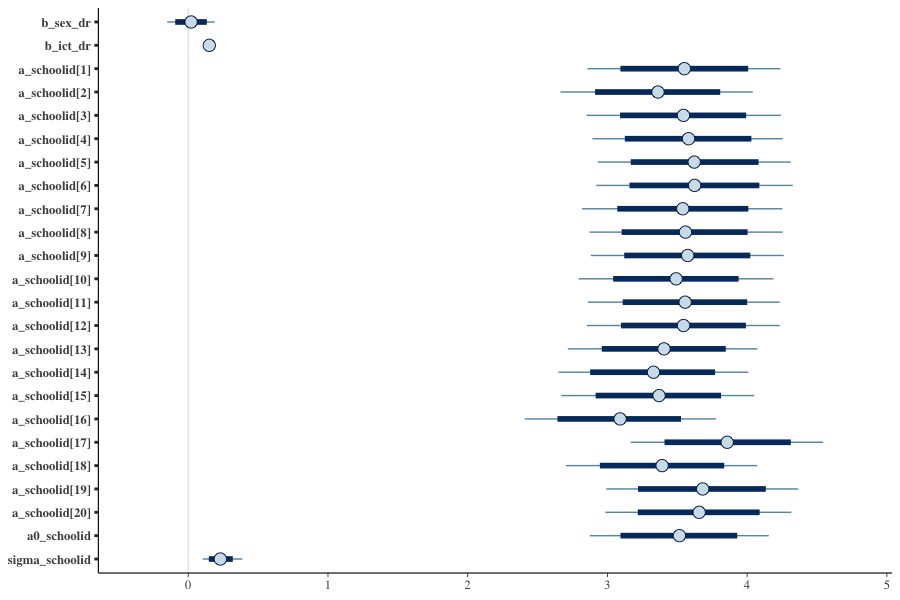 b_sex_dr
b_ict_dr
a_schoolid[1]
a_schoolid[2]
a_schoolid[3]
a_schoolid[4]
a_schoolid[5]
a_schoolid[6]
a_schoolid[7]
a_schoolid[8]
a_schoolid[9]
a_schoolid[10]
a_schoolid[11]
a_schoolid[12]
a_schoolid[13]
a_schoolid[14]
a_schoolid[15]
a_schoolid[16]
a_schoolid[17]
a_schoolid[18]
a_schoolid[19]
a_schoolid[20]
a0_schoolid
sigma_schoolid
0 1 2 3 4 5